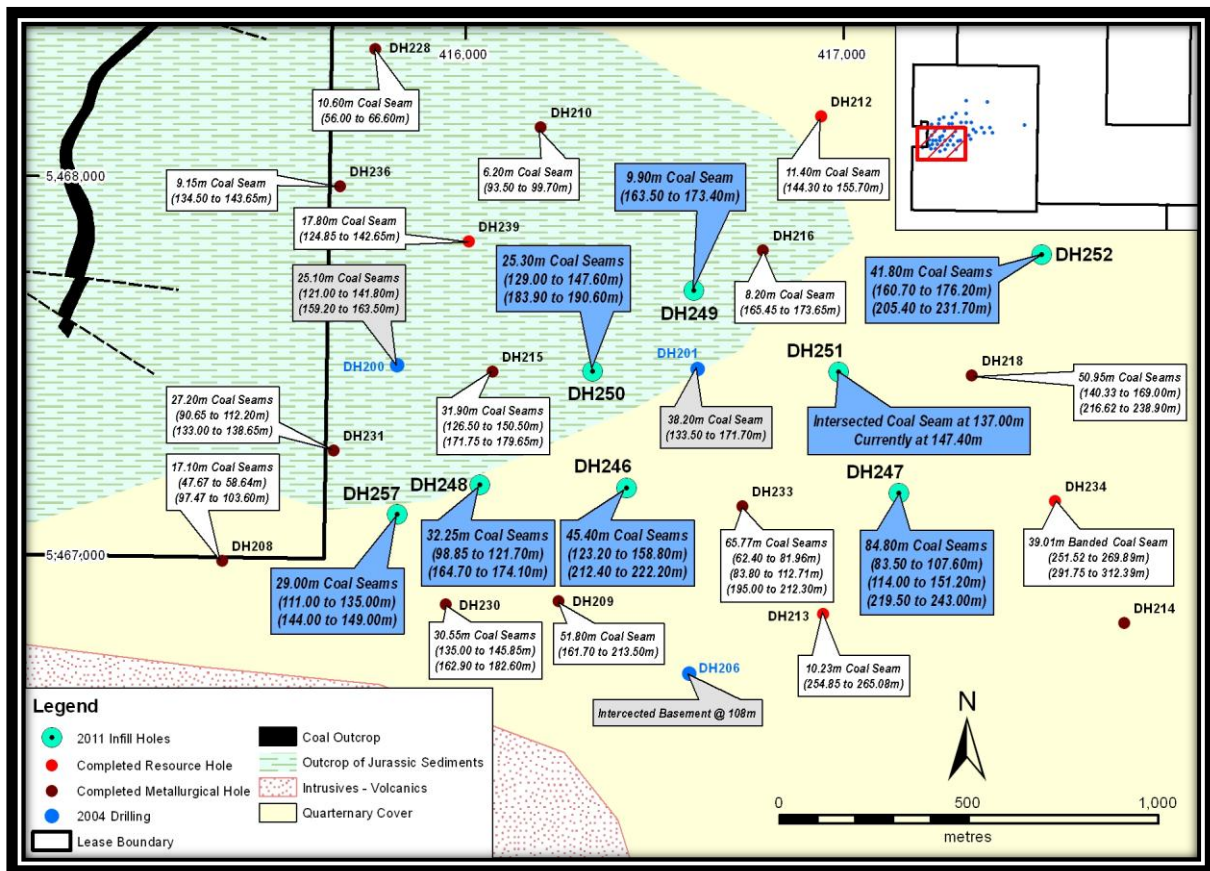 416,000
417,000
DH228
10.60m Coal Seam
(56.00 to 66.60m)
DH210
6.20m Coal Seam
(93.50 to 99.70m)
DH212
11.40m Coal Seam
(144.30 to 155.70m)
5,468,000
9.15m Coal Seam
(134.50 to 143.65m)
DH236
9.90m Coal Seam
(163.50 to 173.40m)
17.80m Coal Seam
(124.85 to 142.65m)
DH239
DH216
8.20m Coal Seam
(165.45 to 173.65m)
25.30m Coal Seams
(129.00 to 147.60m)
(183.90 to 190.60m)
DH249
41.80m Coal Seams
(160.70 to 176.20m)
(205.40 to 231.70m)
DH252
25.10m Coal Seams
(121.00 to 141.80m)
(159.20 to 163.50m)
DH200
DH215
31.90m Coal Seams
(126.50 to 150.50m)
(171.75 to 179.65m)
DH250
DH201
38.20m Coal Seam
(133.50 to 171.70m)
DH251
Intersected Coal Seam at 137.00m
Currently at 147.40m
DH218
50.95m Coal Seams
(140.33 to 169.00m)
(216.62 to 238.90m)
27.20m Coal Seams
(90.65 to 112.20m)
(133.00 to 138.65m)
DH231
17.10m Coal Seams
(47.67 to 58.64m)
(97.47 to 103.60m)
DH208
5,467,000
DH257
29.00m Coal Seams
(111.00 to 135.00m)
(144.00 to 149.00m)
DH248
32.25m Coal Seams
(98.85 to 121.70m)
(164.70 to 174.10m)
DH246
45.40m Coal Seams
(123.20 to 158.80m)
(212.40 to 222.20m)
DH233
65.77m Coal Seams
(62.40 to 81.96m)
(83.80 to 112.71m)
(195.00 to 212.30m)
DH247
84.80m Coal Seams
(83.50 to 107.60m)
(114.00 to 151.20m)
(219.50 to 243.00m)
DH234
39.01m Banded Coal Seam
(251.52 to 269.89m)
(291.75 to 312.39m)
DH230
30.55m Coal Seams
(135.00 to 145.85m)
(162.90 to 182.60m)
DH209
51.80m Coal Seam
(161.70 to 213.50m)
DH213
10.23m Coal Seam
(254.85 to 265.08m)
DH214
DH206
Intercected Basement @ 108m
Legend
2011 Infill Holes
Completed Resource Hole
Completed Metallurgical Hole
2004 Drilling
Lease Boundary
Coal Outcrop
Outcrop of Jurassic Sediments
Intrusives - Volcanics
Quarternary Cover
N
0 500 1,000
metres